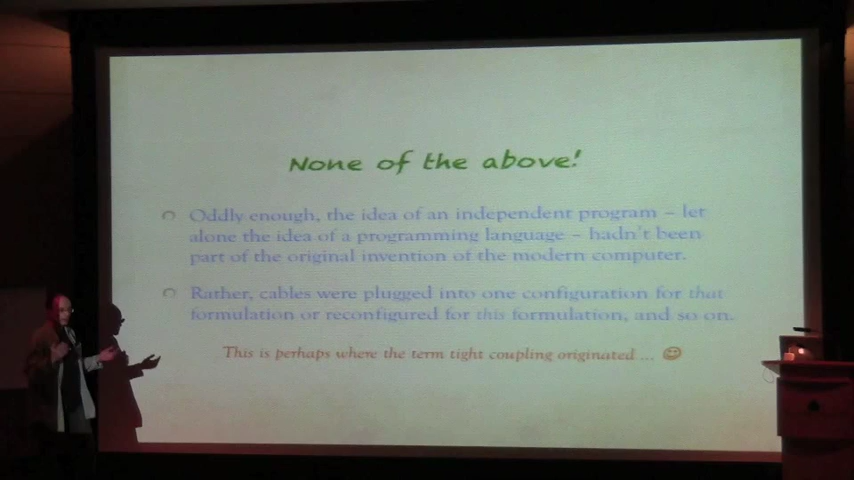 None of the above!
Oddly enough, the idea of an independent program – let
alone the idea of a programming language – hadn't been
part of the original invention of the modern computer.
Rather, cables were plugged into one configuration for that
formulation or reconfigured for this formulation, and so on.
This is perhaps where the term tight coupling originated ... ☺